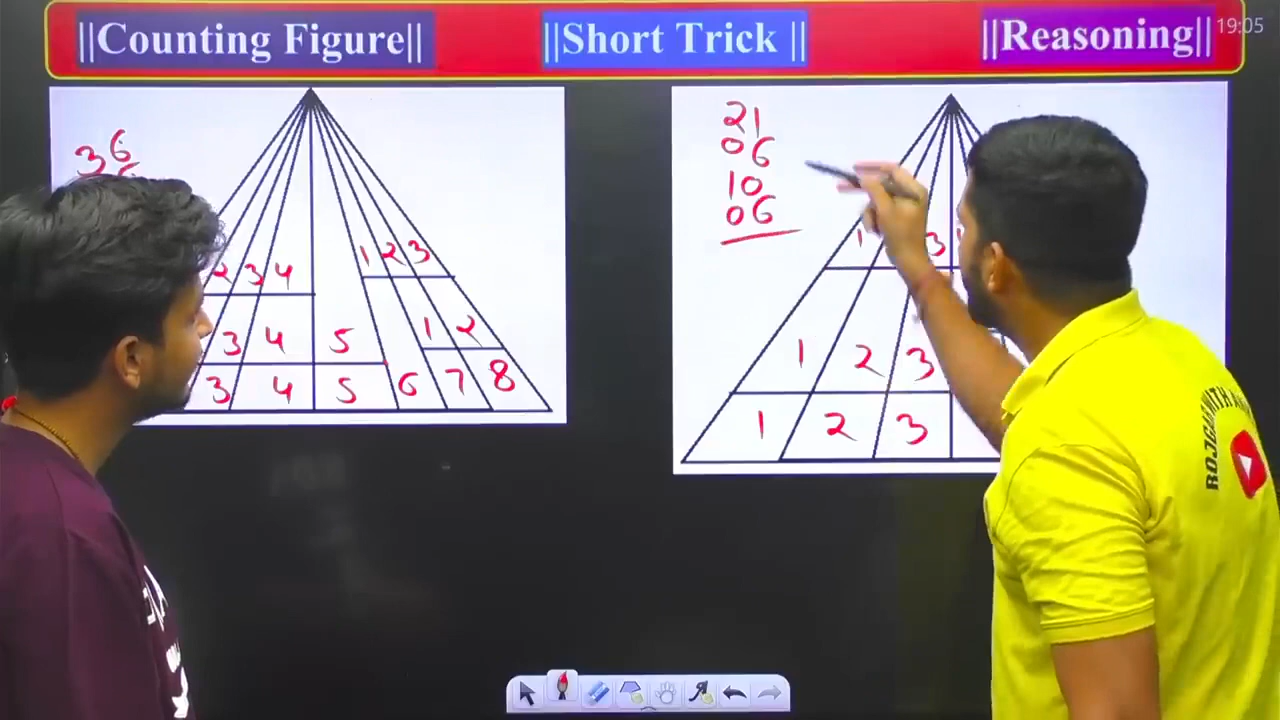 ||Counting Figure||
||Short Trick ||
||Reasoning||
19:05
36
2 3 4
1 2 3
3 4 5
1 2
3 4 5 6 7 8
21
06
10
06
1 3
1 2 3
1 2 3